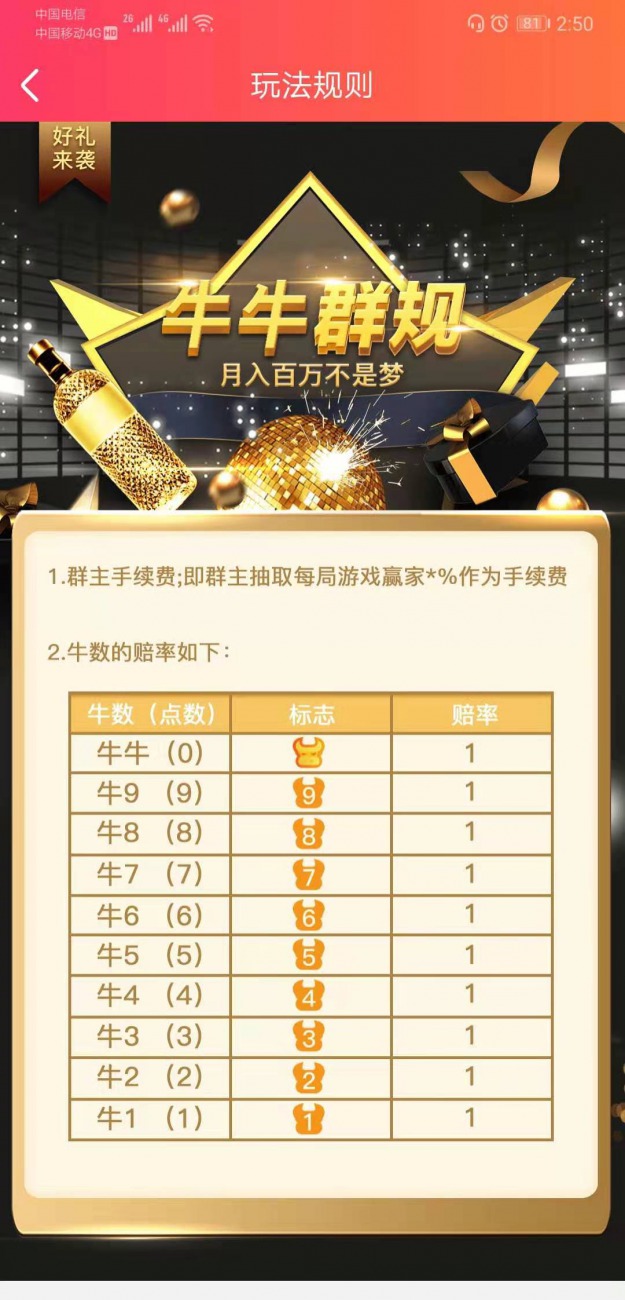 中国电信
中国移动4G HD
2G
4G
81
2:50
玩法规则
好礼
来袭
牛牛群规
月入百万不是梦
1.群主手续费;即群主抽取每局游戏赢家*%作为手续费
2.牛数的赔率如下：
牛数（点数） 标志 赔率
牛牛（0） 1
牛9 （9） 9 1
牛8 （8） 8 1
牛7 （7） 7 1
牛6 （6） 6 1
牛5 （5） 5 1
牛4 （4） 4 1
牛3 （3） 3 1
牛2 （2） 2 1
牛1 （1） 1 1